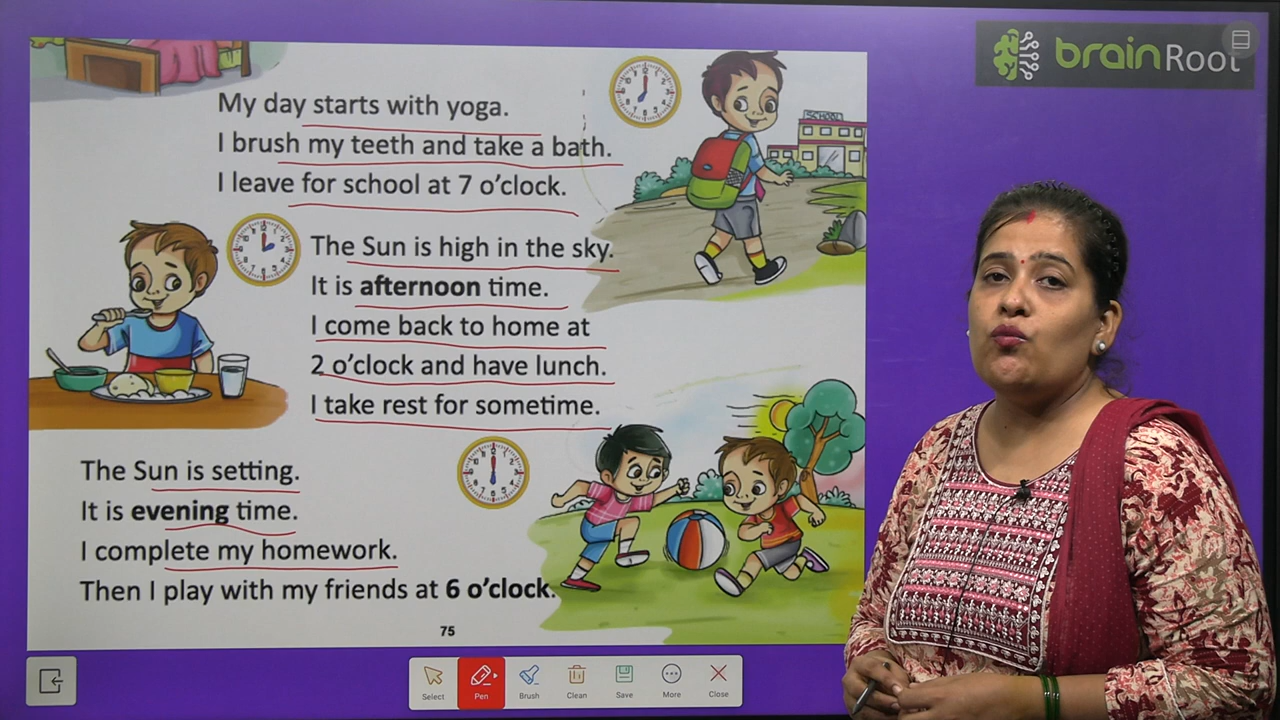 brainRoot
My day starts with yoga.
I brush my teeth and take a bath.
I leave for school at 7 o'clock.
SCHOOL
The Sun is high in the sky.
It is afternoon time.
I come back to home at
2 o'clock and have lunch.
I take rest for sometime.
The Sun is setting.
It is evening time.
I complete my homework.
Then I play with my friends at 6 o'clock.
75
Select Pen Brush Clean Save More Close